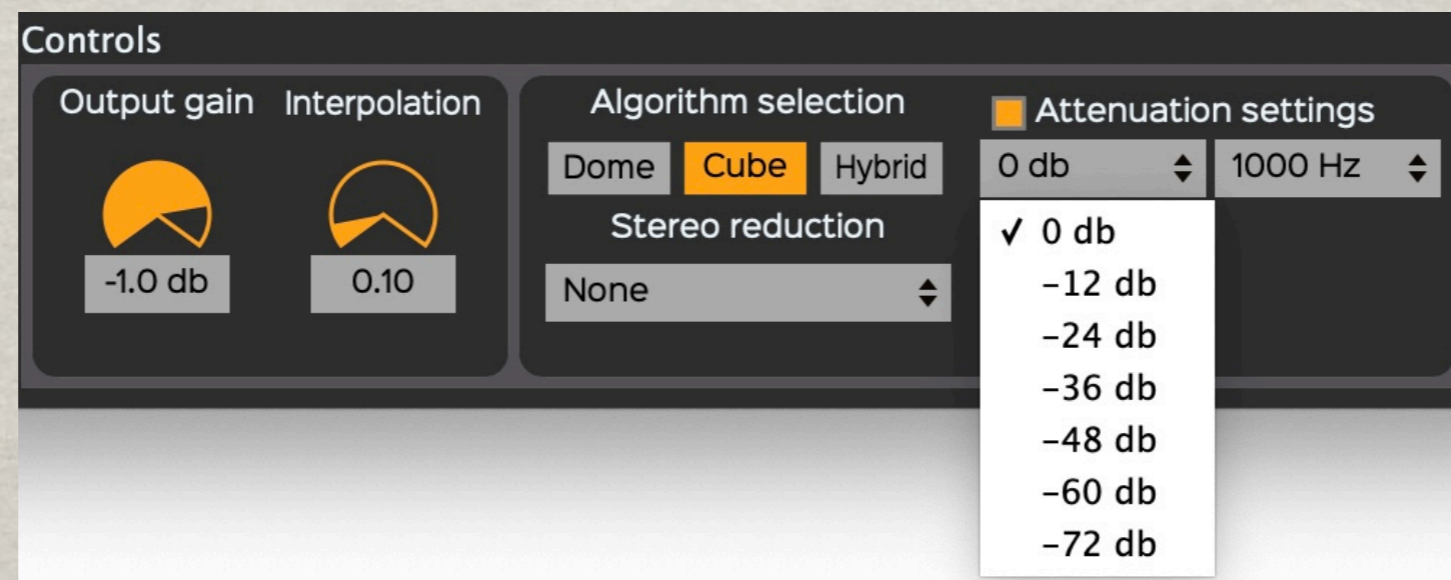 Controls
Output gain
Interpolation
-1.0 db
0.10
Algorithm selection
Dome
Cube
Hybrid
Stereo reduction
None
Attenuation settings
0 db
1000 Hz
✓ 0 db
−12 db
−24 db
−36 db
−48 db
−60 db
−72 db